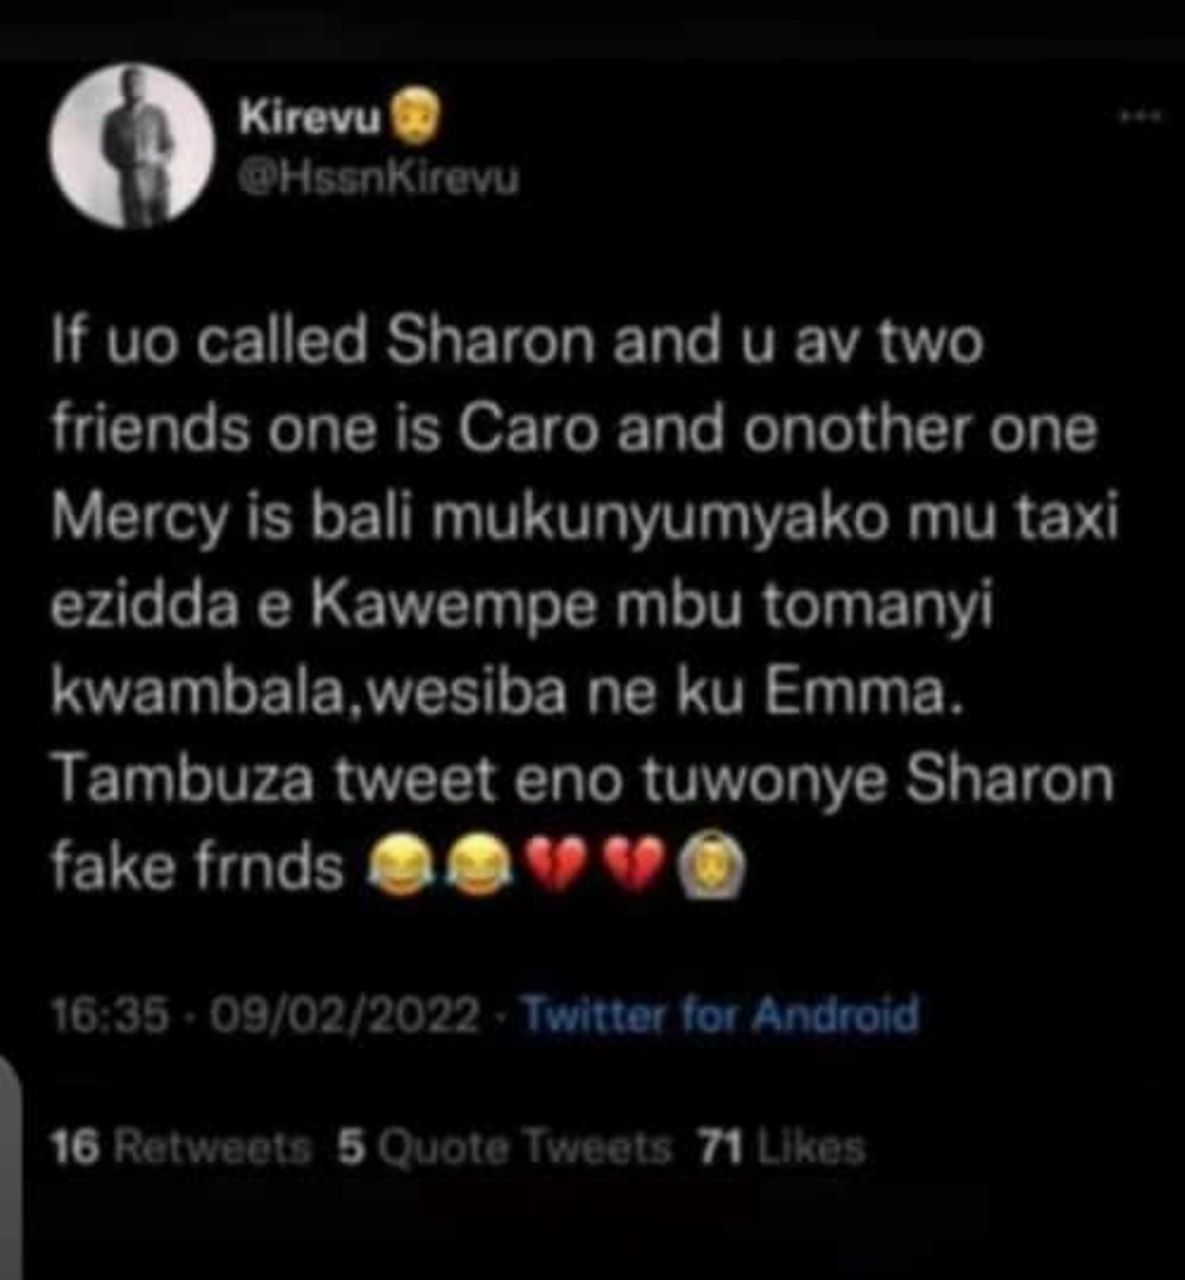 Kirevu
@HssnKirevu
If uo called Sharon and u av two
friends one is Caro and onother one
Mercy is bali mukunyumyako mu taxi
ezidda e Kawempe mbu tomanyi
kwambala,wesiba ne ku Emma.
Tambuza tweet eno tuwonye Sharon
fake frnds 😂😂💔💔🙆‍♂️
16:35 · 09/02/2022 · Twitter for Android
16 Retweets 5 Quote Tweets 71 Likes